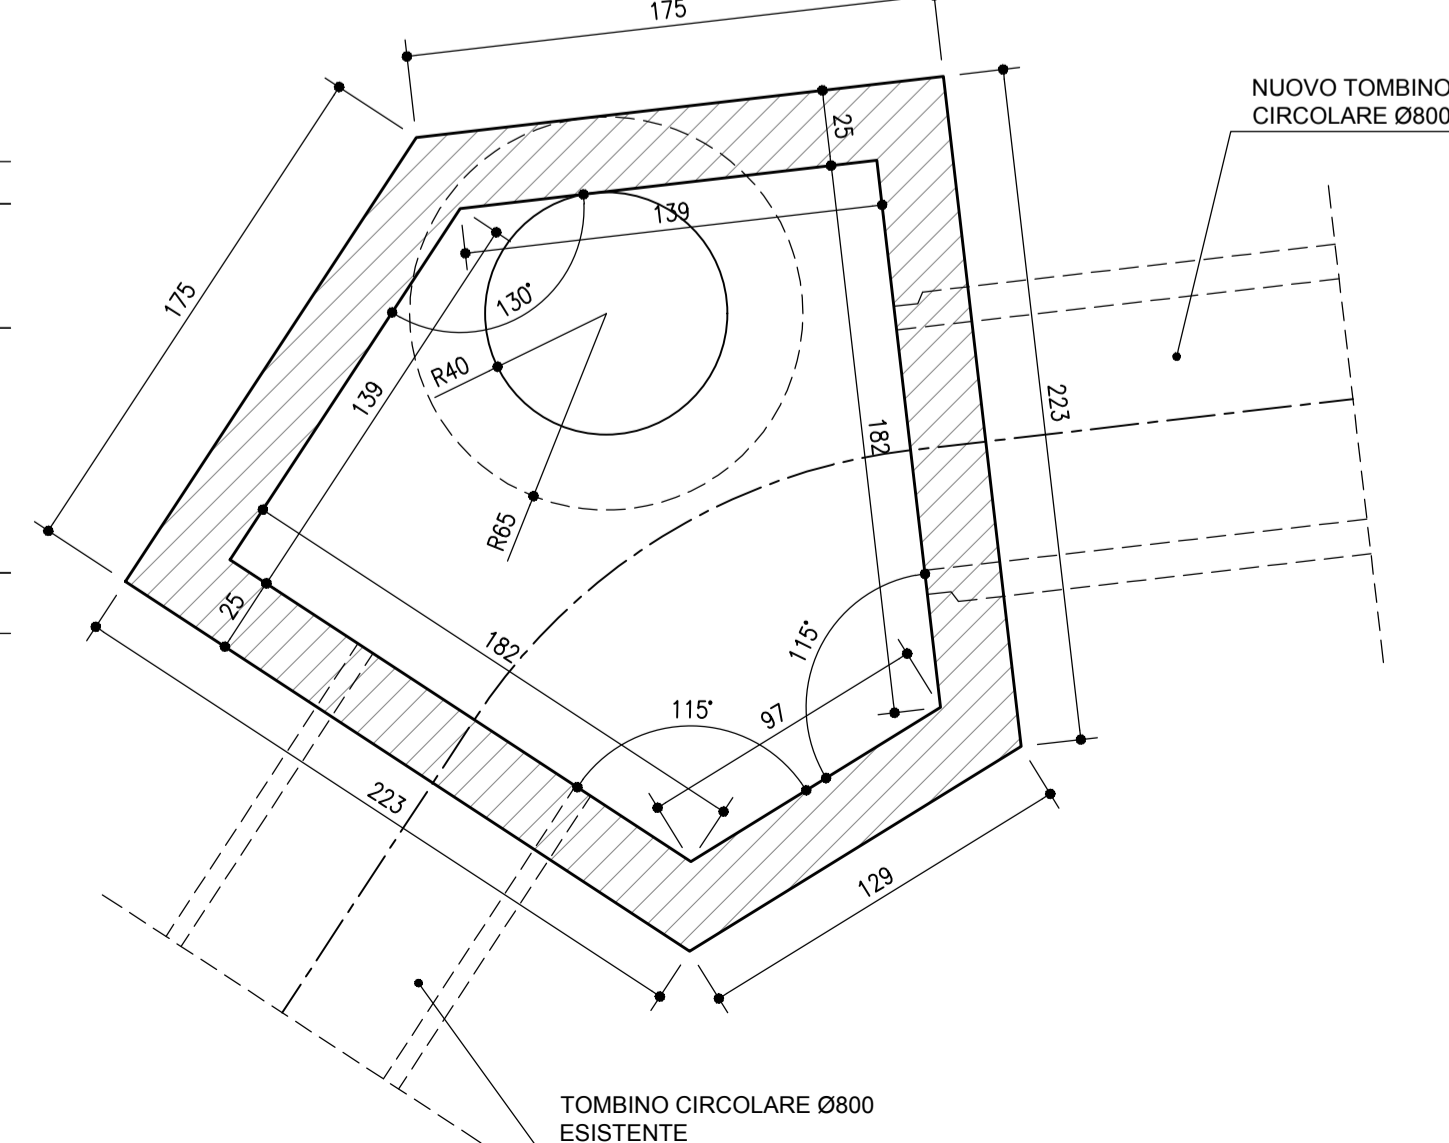 175
NUOVO TOMBINO
CIRCOLARE Ø800
25
175
139
130°
R40
139
223
182
R65
25
115°
182
115°
97
223
129
TOMBINO CIRCOLARE Ø800
ESISTENTE